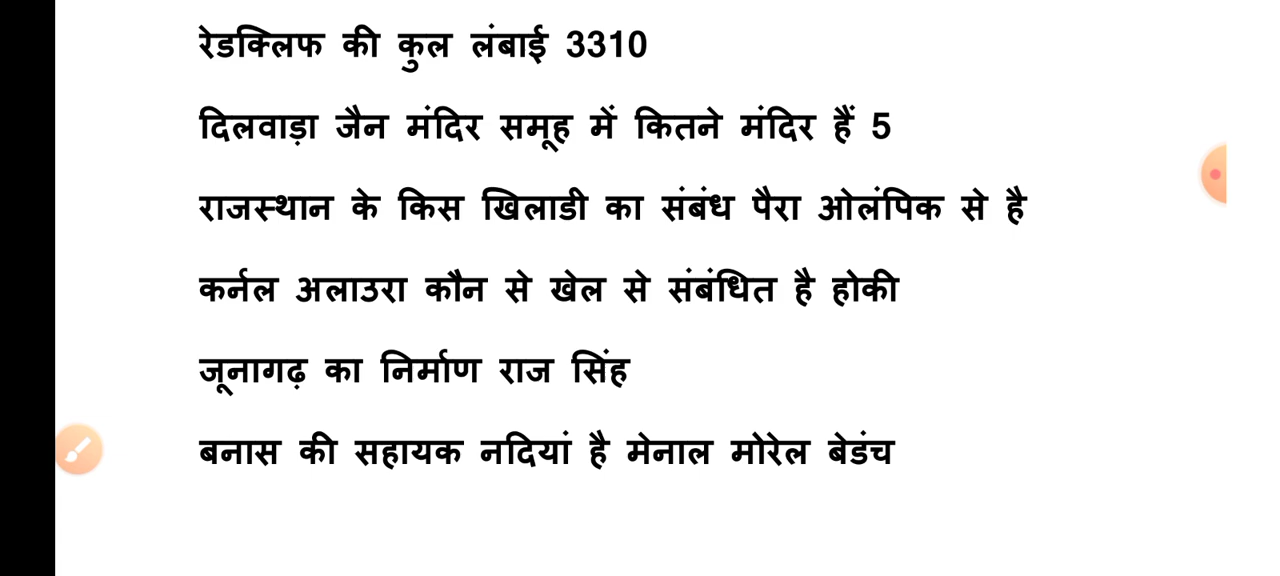 रेडक्लिफ की कुल लंबाई 3310
दिलवाड़ा जैन मंदिर समूह में कितने मंदिर हैं 5
राजस्थान के किस खिलाडी का संबंध पैरा ओलंपिक से है
कर्नल अलाउरा कौन से खेल से संबंधित है होकी
जूनागढ़ का निर्माण राज सिंह
बनास की सहायक नदियां है मेनाल मोरेल बेडंच